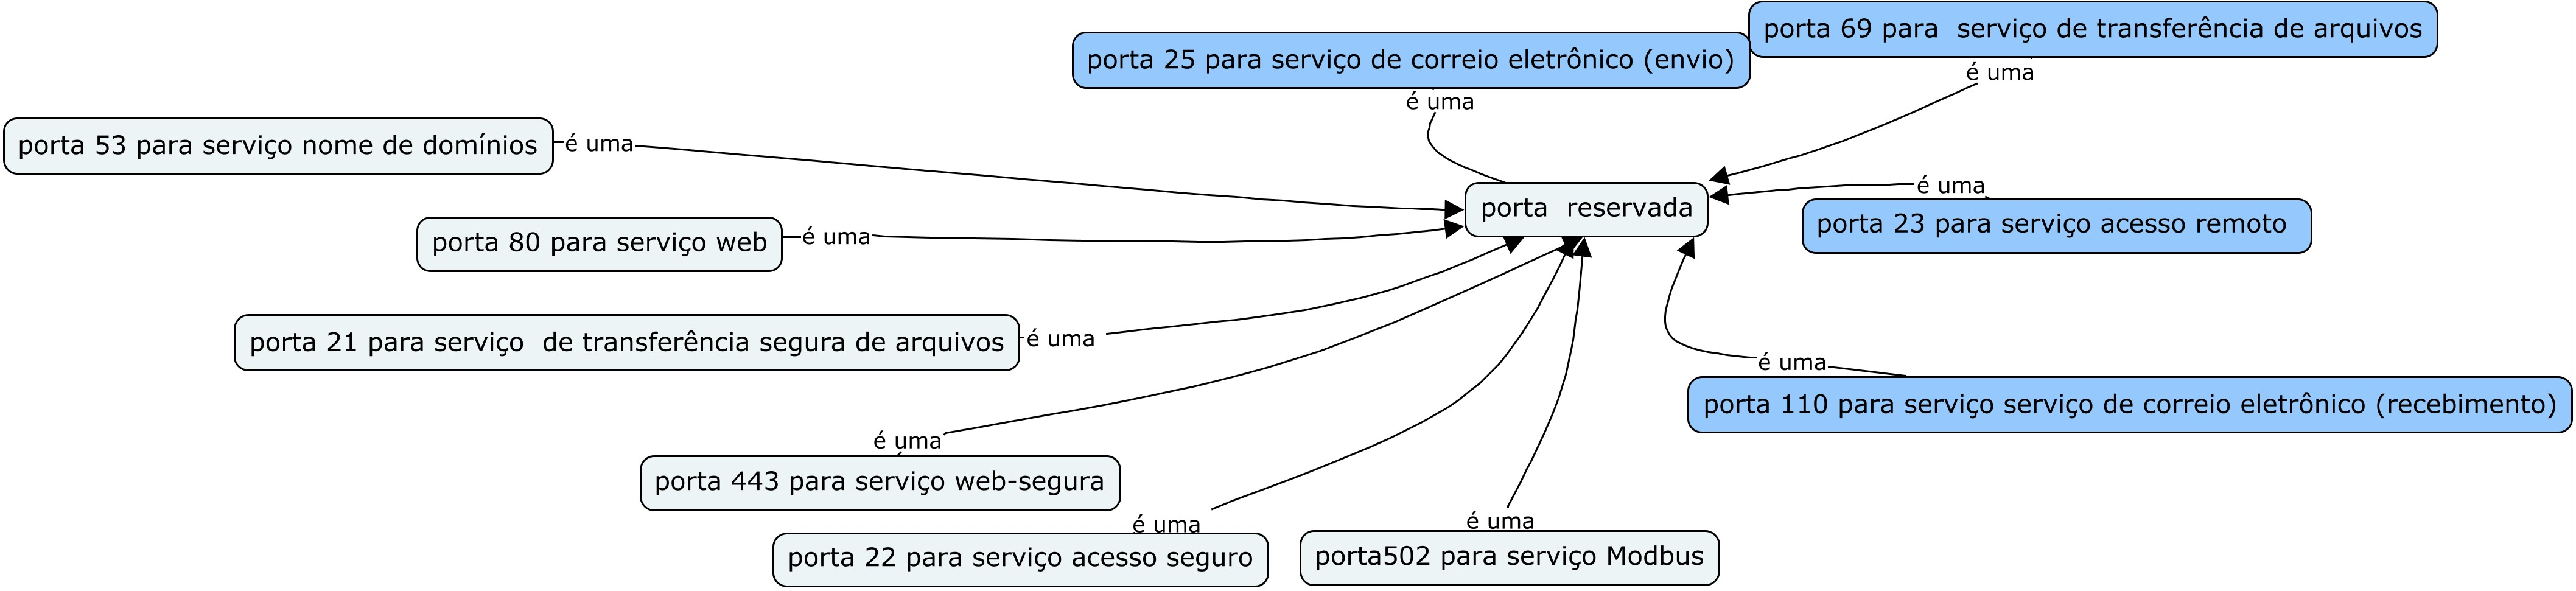 porta 69 para  serviço de transferência de arquivos
porta 25 para serviço de correio eletrônico (envio)
é uma
é uma
porta 53 para serviço nome de domínios
é uma
é uma
porta  reservada
porta 23 para serviço acesso remoto
porta 80 para serviço web
é uma
porta 21 para serviço  de transferência segura de arquivos
é uma
é uma
porta 110 para serviço serviço de correio eletrônico (recebimento)
é uma
porta 443 para serviço web-segura
é uma
é uma
porta 22 para serviço acesso seguro
porta502 para serviço Modbus